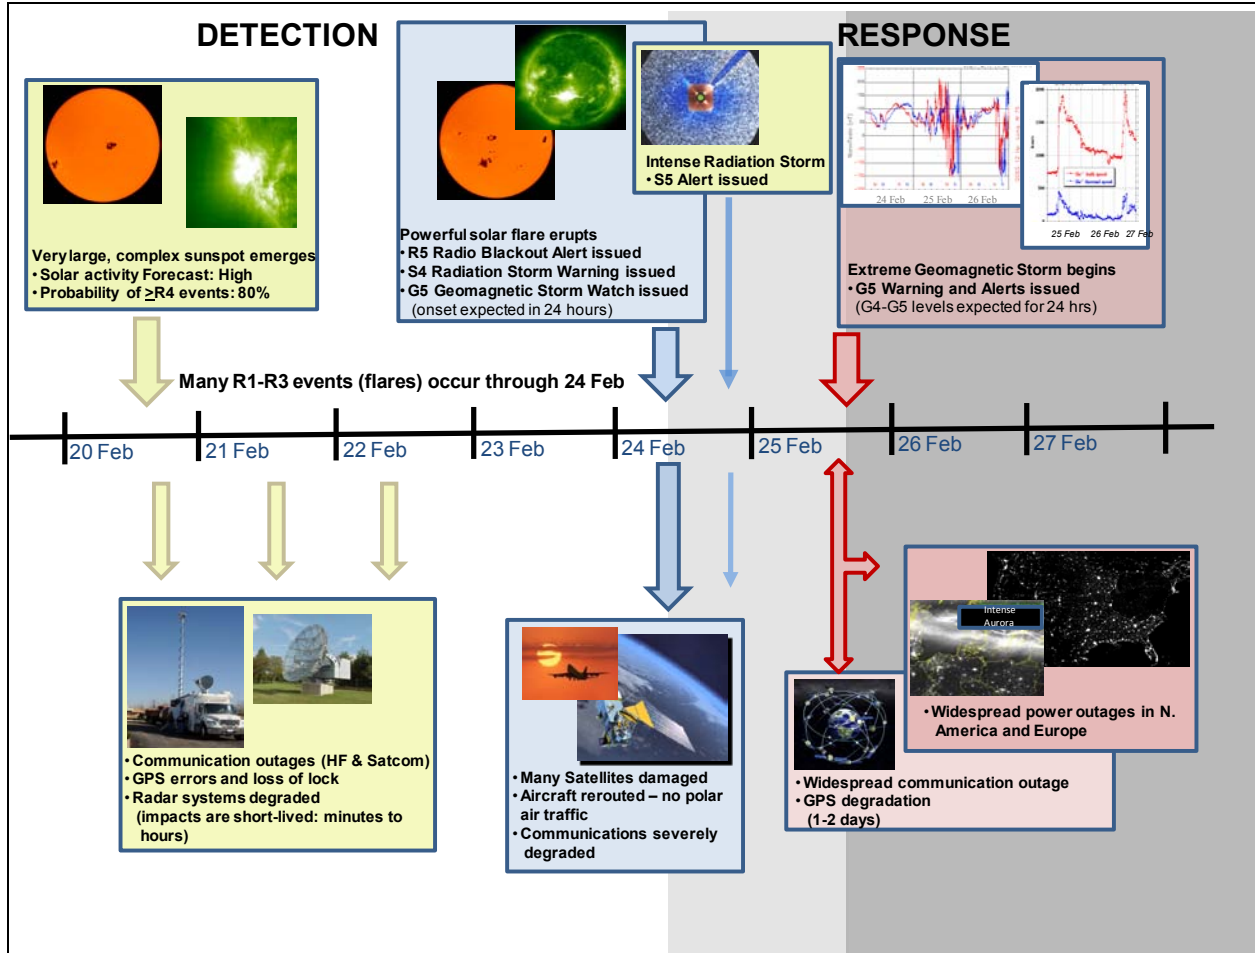 DETECTION
RESPONSE
Very large, complex sunspot emerges
• Solar activity Forecast: High
• Probability of >R4 events: 80%
Powerful solar flare erupts
• R5 Radio Blackout Alert issued
• S4 Radiation Storm Warning issued
• G5 Geomagnetic Storm Watch issued
(onset expected in 24 hours)
Intense Radiation Storm
• S5 Alert issued
24 Feb 25 Feb 26 Feb
25 Feb 26 Feb 27 Feb
Extreme Geomagnetic Storm begins
• G5 Warning and Alerts issued
(G4-G5 levels expected for 24 hrs)
Many R1-R3 events (flares) occur through 24 Feb
20 Feb 21 Feb 22 Feb 23 Feb 24 Feb 25 Feb 26 Feb 27 Feb
• Communication outages (HF & Satcom)
• GPS errors and loss of lock
• Radar systems degraded
(impacts are short-lived: minutes to
hours)
• Many Satellites damaged
• Aircraft rerouted – no polar
air traffic
• Communications severely
degraded
Intense
Aurora
• Widespread power outages in N.
America and Europe
• Widespread communication outage
• GPS degradation
(1-2 days)